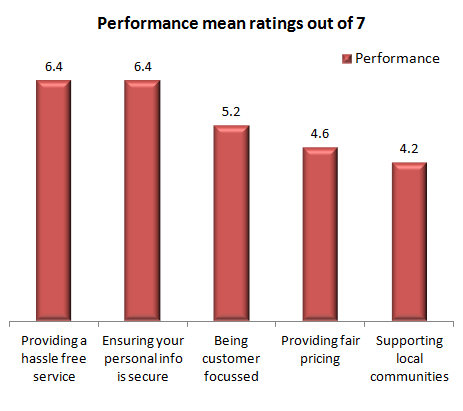 Performance mean ratings out of 7
Performance
6.4
6.4
5.2
4.6
4.2
Providing a
hassle free
service
Ensuring your
personal info
is secure
Being
customer
focussed
Providing fair
pricing
Supporting
local
communities